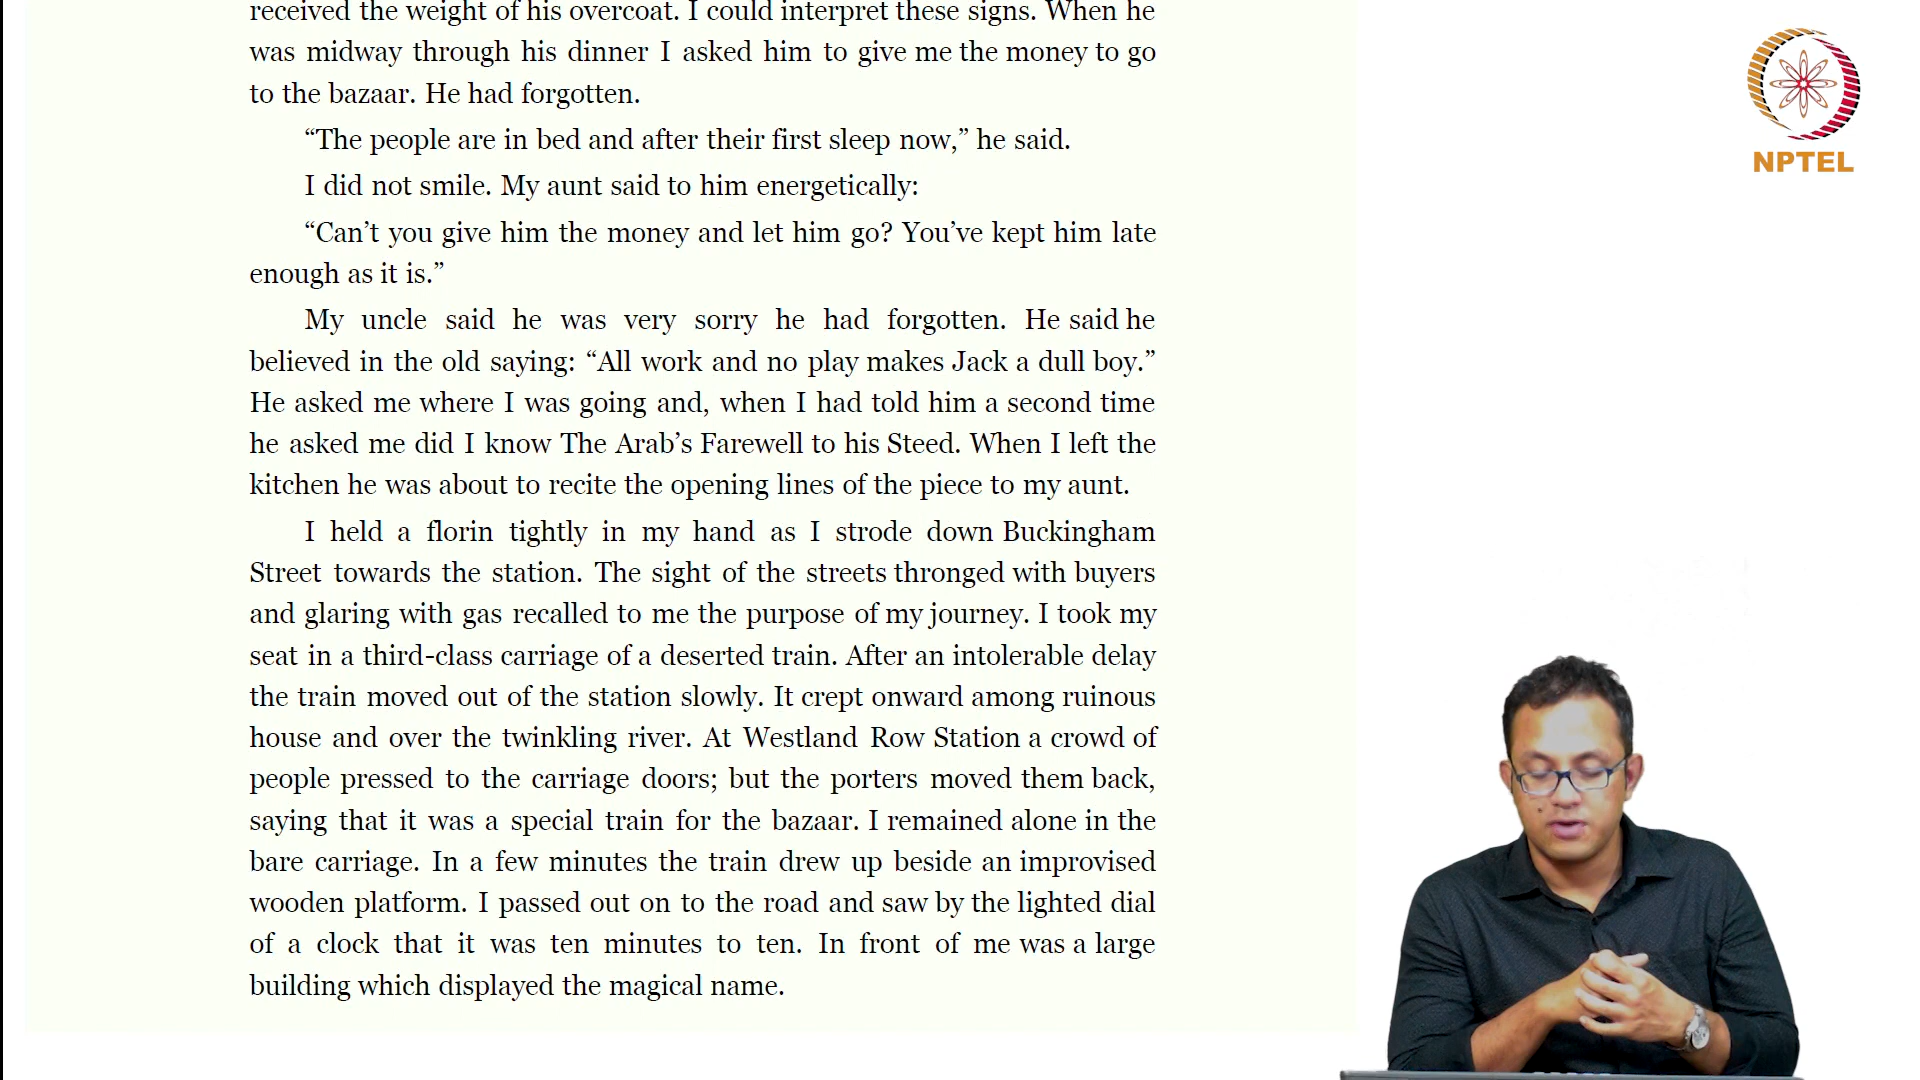 received the weight of his overcoat. I could interpret these signs. When he
was midway through his dinner I asked him to give me the money to go
to the bazaar. He had forgotten.
“The people are in bed and after their first sleep now,” he said.
I did not smile. My aunt said to him energetically:
“Can’t you give him the money and let him go? You’ve kept him late
enough as it is.”
My uncle said he was very sorry he had forgotten. He said he
believed in the old saying: “All work and no play makes Jack a dull boy.”
He asked me where I was going and, when I had told him a second time
he asked me did I know The Arab’s Farewell to his Steed. When I left the
kitchen he was about to recite the opening lines of the piece to my aunt.
I held a florin tightly in my hand as I strode down Buckingham
Street towards the station. The sight of the streets thronged with buyers
and glaring with gas recalled to me the purpose of my journey. I took my
seat in a third-class carriage of a deserted train. After an intolerable delay
the train moved out of the station slowly. It crept onward among ruinous
house and over the twinkling river. At Westland Row Station a crowd of
people pressed to the carriage doors; but the porters moved them back,
saying that it was a special train for the bazaar. I remained alone in the
bare carriage. In a few minutes the train drew up beside an improvised
wooden platform. I passed out on to the road and saw by the lighted dial
of a clock that it was ten minutes to ten. In front of me was a large
building which displayed the magical name.
NPTEL